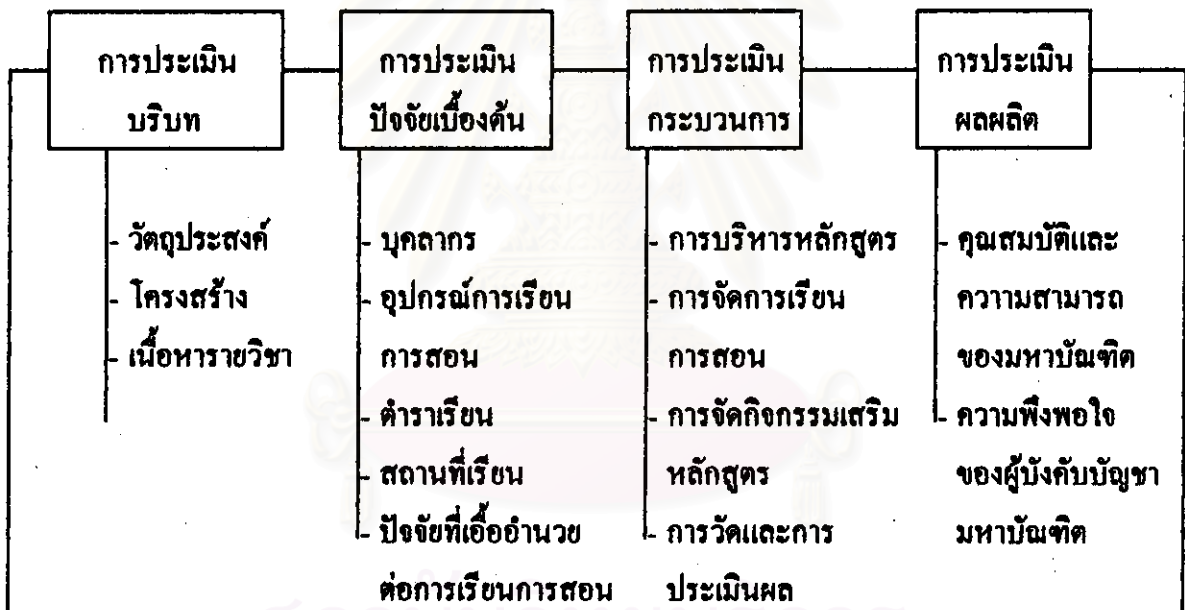 การประเมิน
บริบท
- วัตถุประสงค์
- โครงสร้าง
- เนื้อหารายวิชา
การประเมิน
ปัจจัยเบื้องต้น
- บุคลากร
- อุปกรณ์การเรียน
การสอน
- ตำราเรียน
- สถานที่เรียน
- ปัจจัยที่เอื้ออำนวย
ต่อการเรียนการสอน
การประเมิน
กระบวนการ
- การบริหารหลักสูตร
- การจัดการเรียน
การสอน
- การจัดกิจกรรมเสริม
หลักสูตร
- การวัดและการ
ประเมินผล
การประเมิน
ผลผลิต
- คุณสมบัติและ
ความามสามารถ
ของมหาบัณฑิต
- ความพึงพอใจ
ของผู้บังคับบัญชา
มหาบัณฑิต